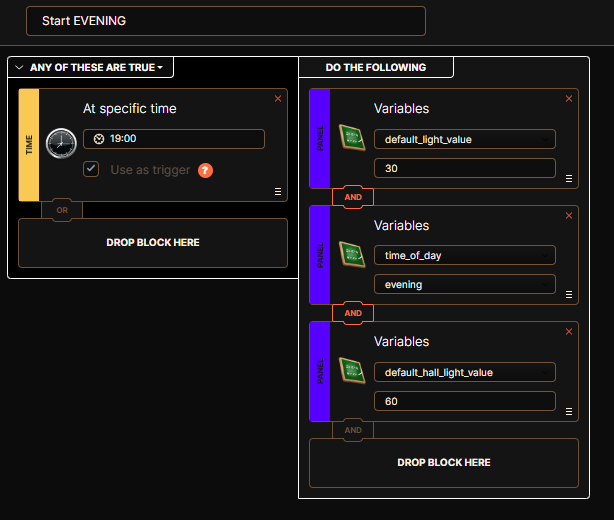 Start EVENING
ANY OF THESE ARE TRUE
At specific time
TIME
19:00
Use as trigger ?
OR
DROP BLOCK HERE
DO THE FOLLOWING
Variables
PANEL
default_light_value
30
AND
Variables
PANEL
time_of_day
evening
AND
Variables
PANEL
default_hall_light_value
60
AND
DROP BLOCK HERE